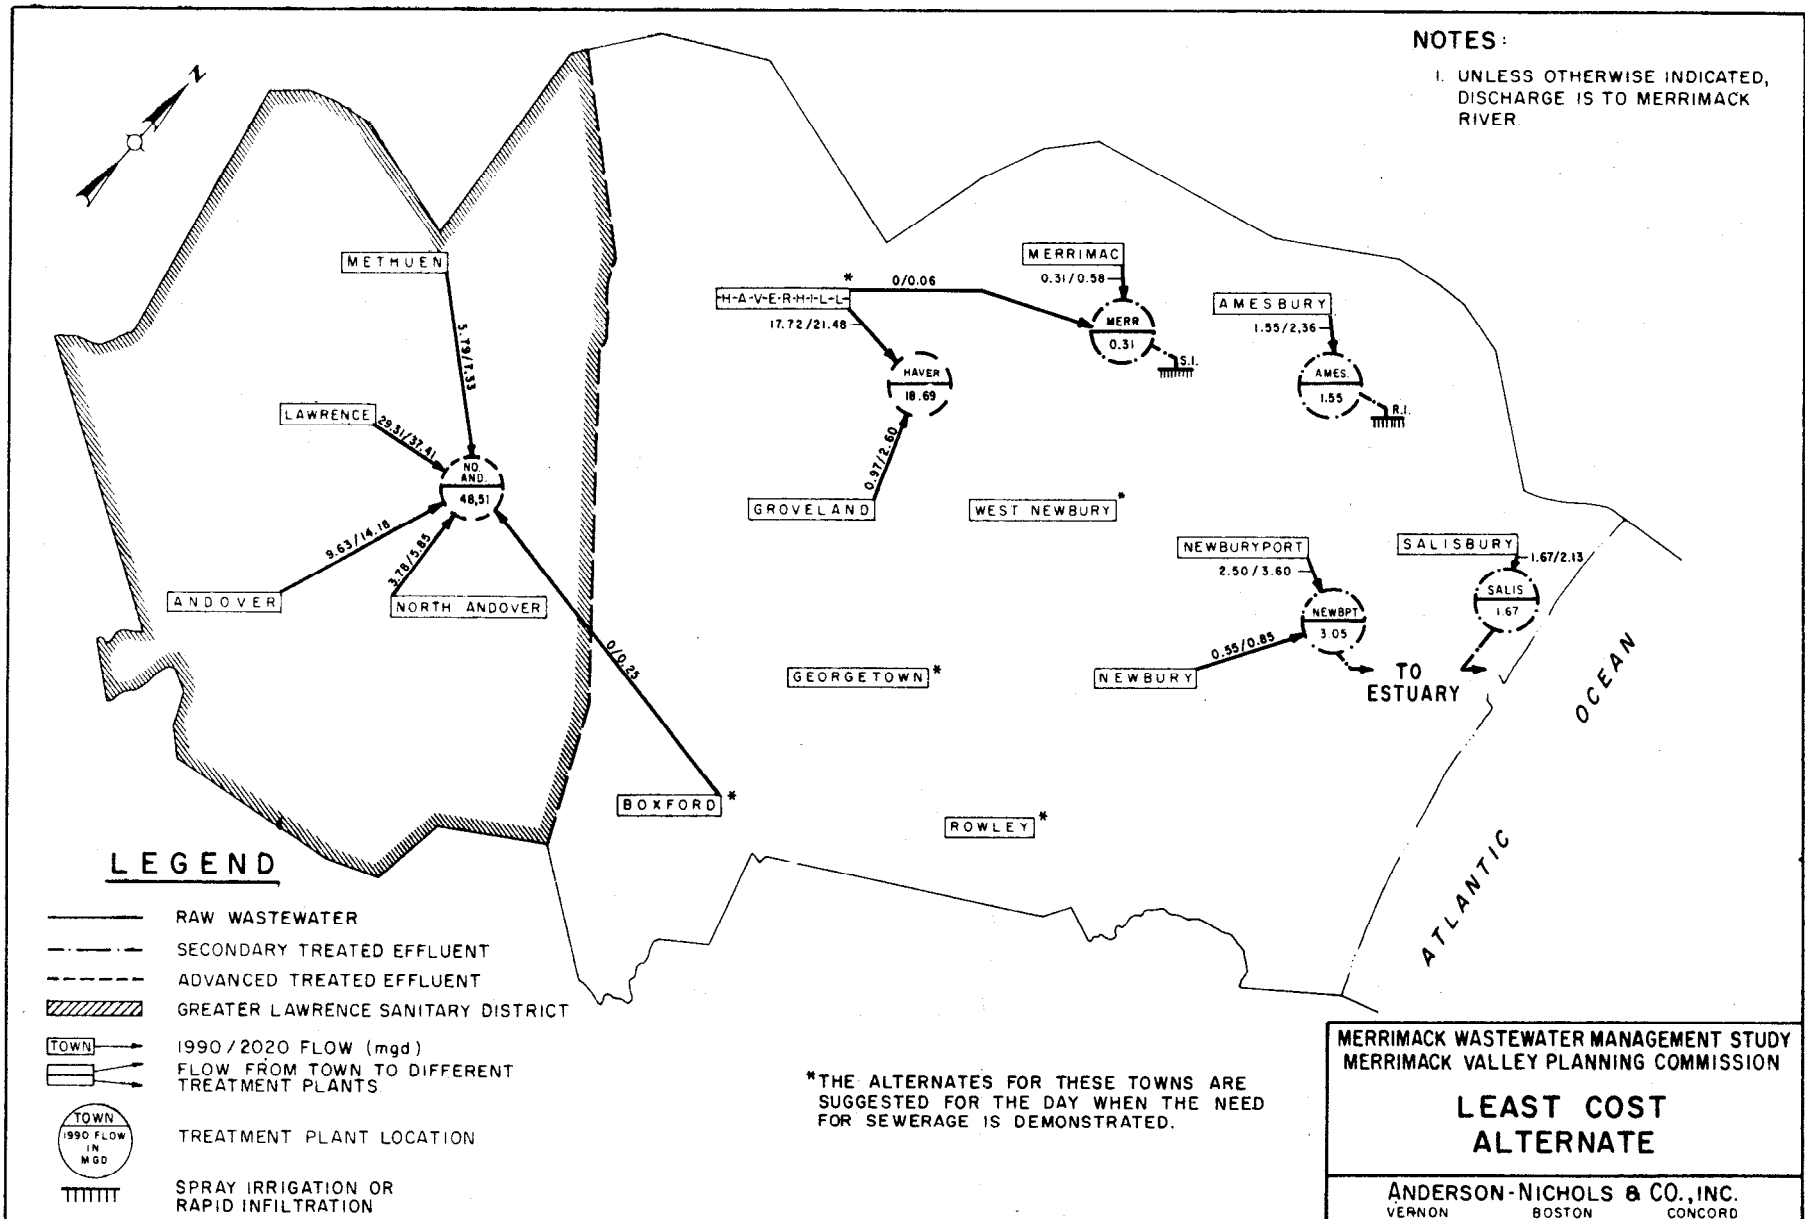 NOTES:
1. UNLESS OTHERWISE INDICATED,
DISCHARGE IS TO MERRIMACK
RIVER
N
METHUEN
5.79/7.33
LAWRENCE
29.31/37.41
NO.
AND.
48,51
9.63/14.18
ANDOVER
3.78/5.85
NORTH ANDOVER
0/0.25
BOXFORD *
H-A-V-E-R-H-I-L-L *
0/0.06
17.72/21.48
HAVER
18.69
0.97/2.60
GROVELAND
MERRIMAC
0.31/0.58
MERR
0.31
S.I.
AMESBURY
1.55/2.36
AMES.
1.55
R.I.
WEST NEWBURY *
NEWBURYPORT
2.50/3.60
NEWBPT
3.05
0.55/0.85
NEWBURY
SALISBURY
1.67/2.13
SALIS
1.67
TO
ESTUARY
GEORGETOWN *
ROWLEY *
ATLANTIC OCEAN
LEGEND
RAW WASTEWATER
SECONDARY TREATED EFFLUENT
ADVANCED TREATED EFFLUENT
GREATER LAWRENCE SANITARY DISTRICT
TOWN 1990/2020 FLOW (mgd)
FLOW FROM TOWN TO DIFFERENT
TREATMENT PLANTS
TOWN
1990 FLOW
IN
MGD
TREATMENT PLANT LOCATION
SPRAY IRRIGATION OR
RAPID INFILTRATION
*THE ALTERNATES FOR THESE TOWNS ARE
SUGGESTED FOR THE DAY WHEN THE NEED
FOR SEWERAGE IS DEMONSTRATED.
MERRIMACK WASTEWATER MANAGEMENT STUDY
MERRIMACK VALLEY PLANNING COMMISSION
LEAST COST
ALTERNATE
ANDERSON-NICHOLS & CO., INC.
VERNON BOSTON CONCORD